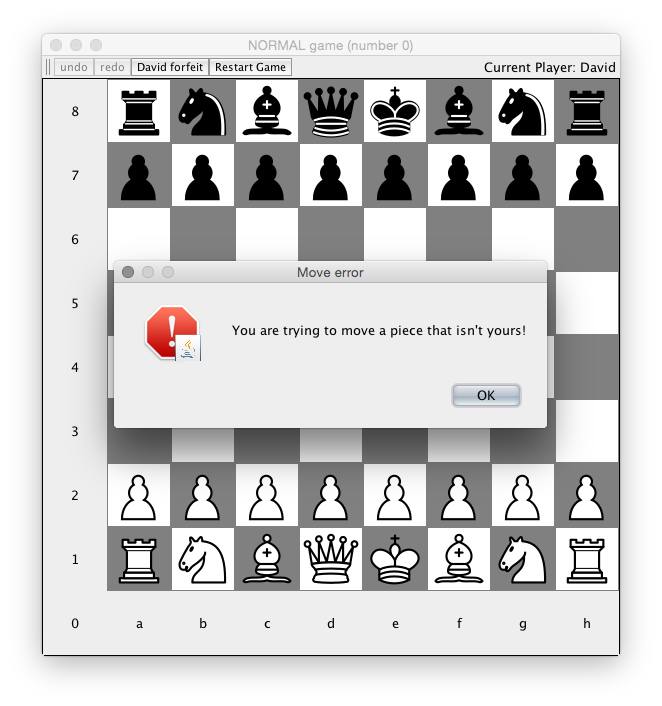 NORMAL game (number 0)
undo redo David forfeit Restart Game Current Player: David
8
7
6
Move error
5
You are trying to move a piece that isn't yours!
4
OK
3
2
1
0 a b c d e f g h